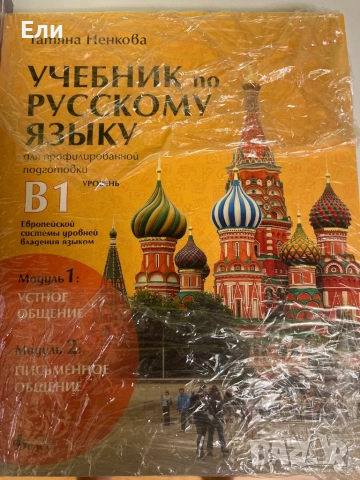 Ели
Татяна Ненкова
УЧЕБНИК по
РУССКОМУ
ЯЗЫКУ
для профилированной
подготовки
B1 УРОВЕНЬ
Европейской
системы уровней
владения языком
Модуль 1:
УСТНОЕ
ОБЩЕНИЕ
Модуль 2
ПИСЬМЕННОЕ
ОБЩЕНИЕ